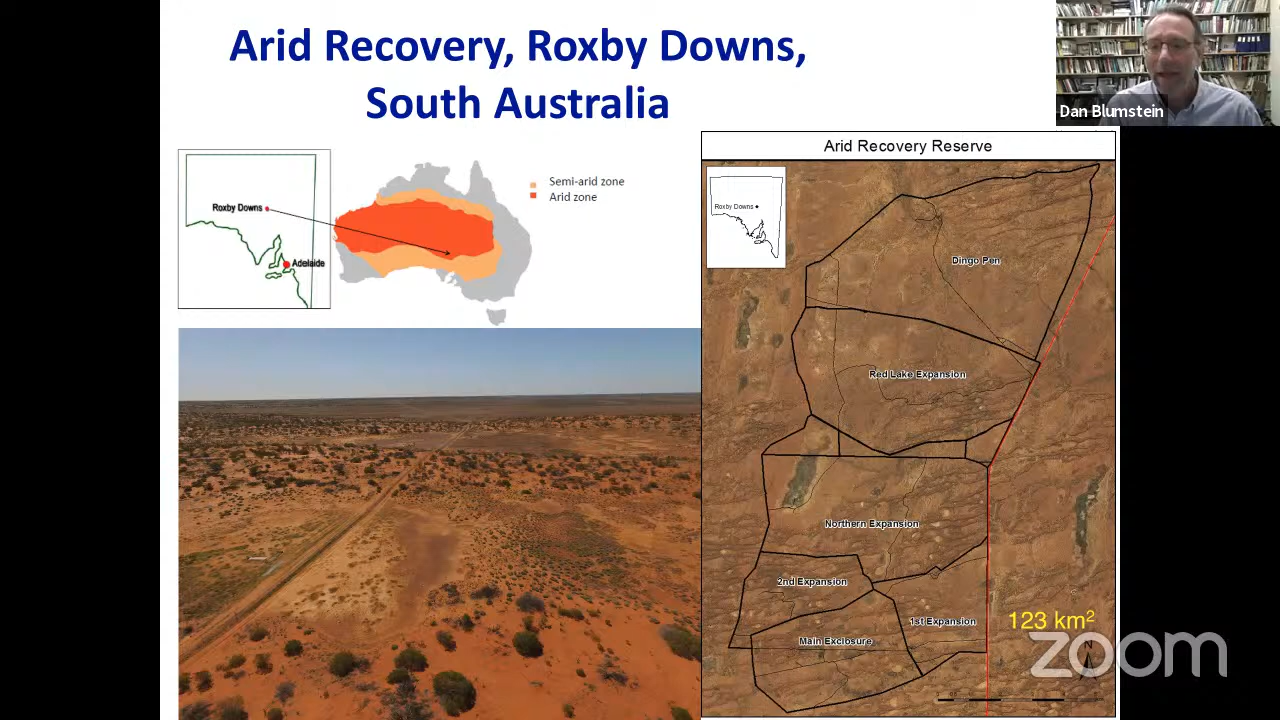 Arid Recovery, Roxby Downs,
South Australia
Dan Blumstein
Roxby Downs
Adelaide
Semi-arid zone
Arid zone
Arid Recovery Reserve
Roxby Downs
Dingo Pen
Red Lake Expansion
Northern Expansion
2nd Expansion
1st Expansion
Main Exclosure
123 km²
N
zoom